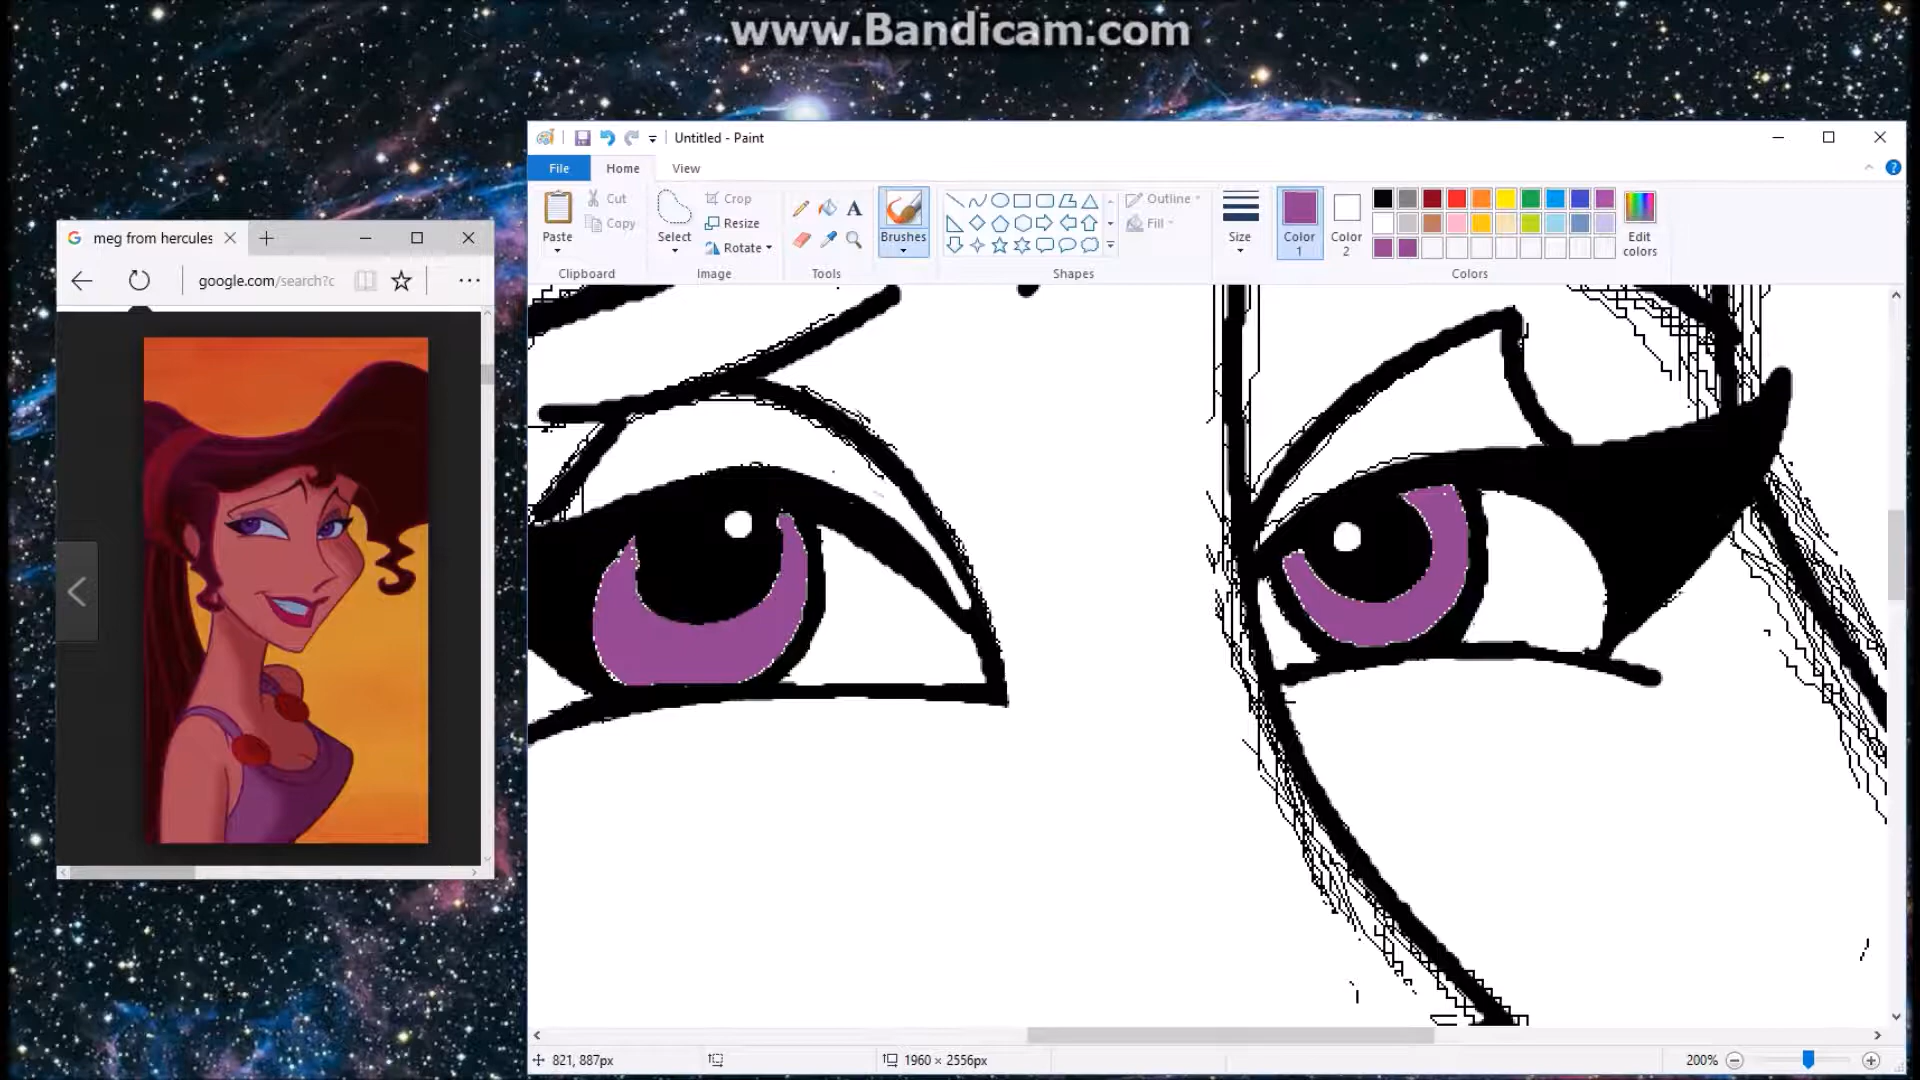 www.Bandicam.com
Untitled - Paint
File Home View
Paste
Cut
Copy
Clipboard
Select
Crop
Resize
Rotate
Image
A
Tools
Brushes
Shapes
Outline
Fill
Size
Color 1
Color 2
Edit colors
Colors
meg from hercules
google.com/search?c
821, 887px
1960 × 2556px
200%